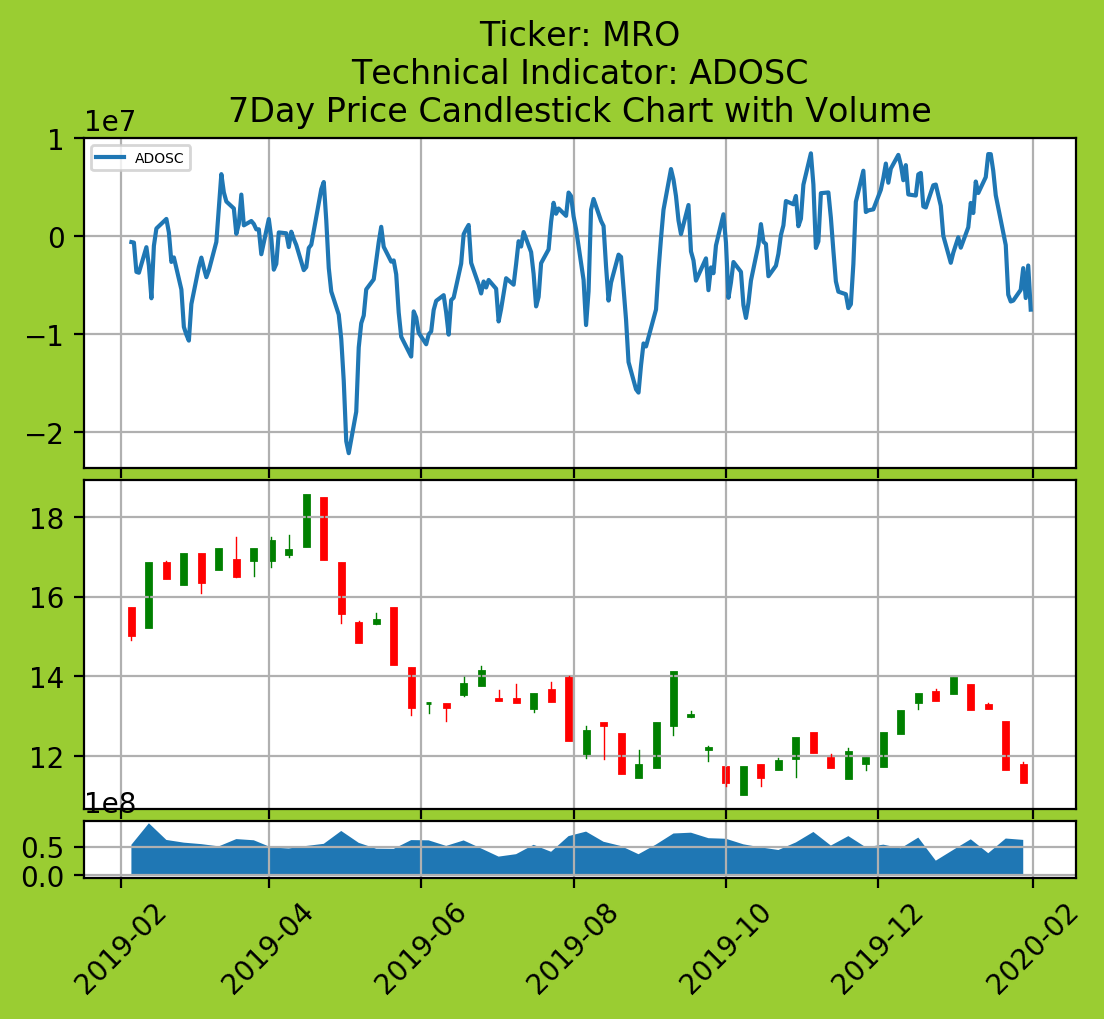 Ticker: MRO
Technical Indicator: ADOSC
7Day Price Candlestick Chart with Volume
1e7
ADOSC
1
0
−1
−2
18
16
14
12
1e8
0.5
0.0
2019-02
2019-04
2019-06
2019-08
2019-10
2019-12
2020-02